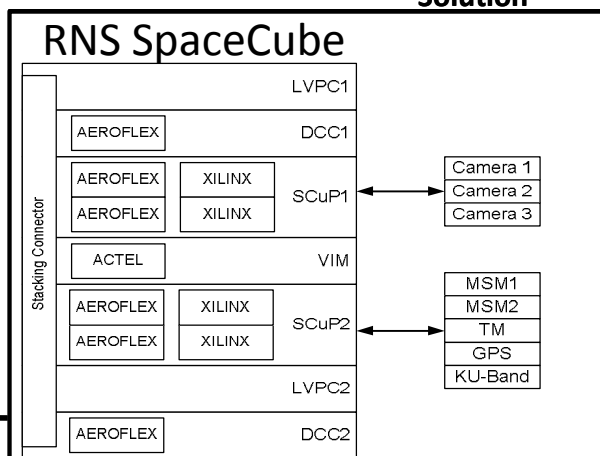 Solution
RNS SpaceCube
LVPC1
AEROFLEX DCC1
AEROFLEX XILINX
SCuP1
AEROFLEX XILINX
ACTEL VIM
AEROFLEX XILINX
SCuP2
AEROFLEX XILINX
LVPC2
AEROFLEX DCC2
Stacking Connector
Camera 1
Camera 2
Camera 3
MSM1
MSM2
TM
GPS
KU-Band